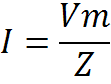 I = Vm/Z